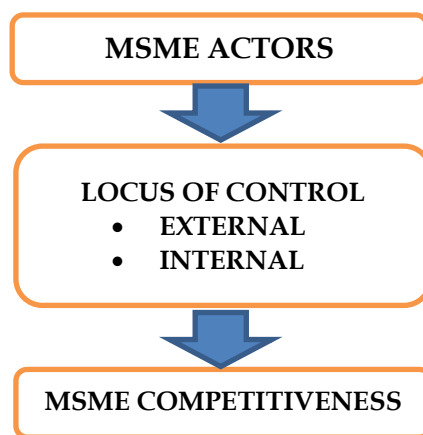 MSME ACTORS
LOCUS OF CONTROL
• EXTERNAL
• INTERNAL
MSME COMPETITIVENESS